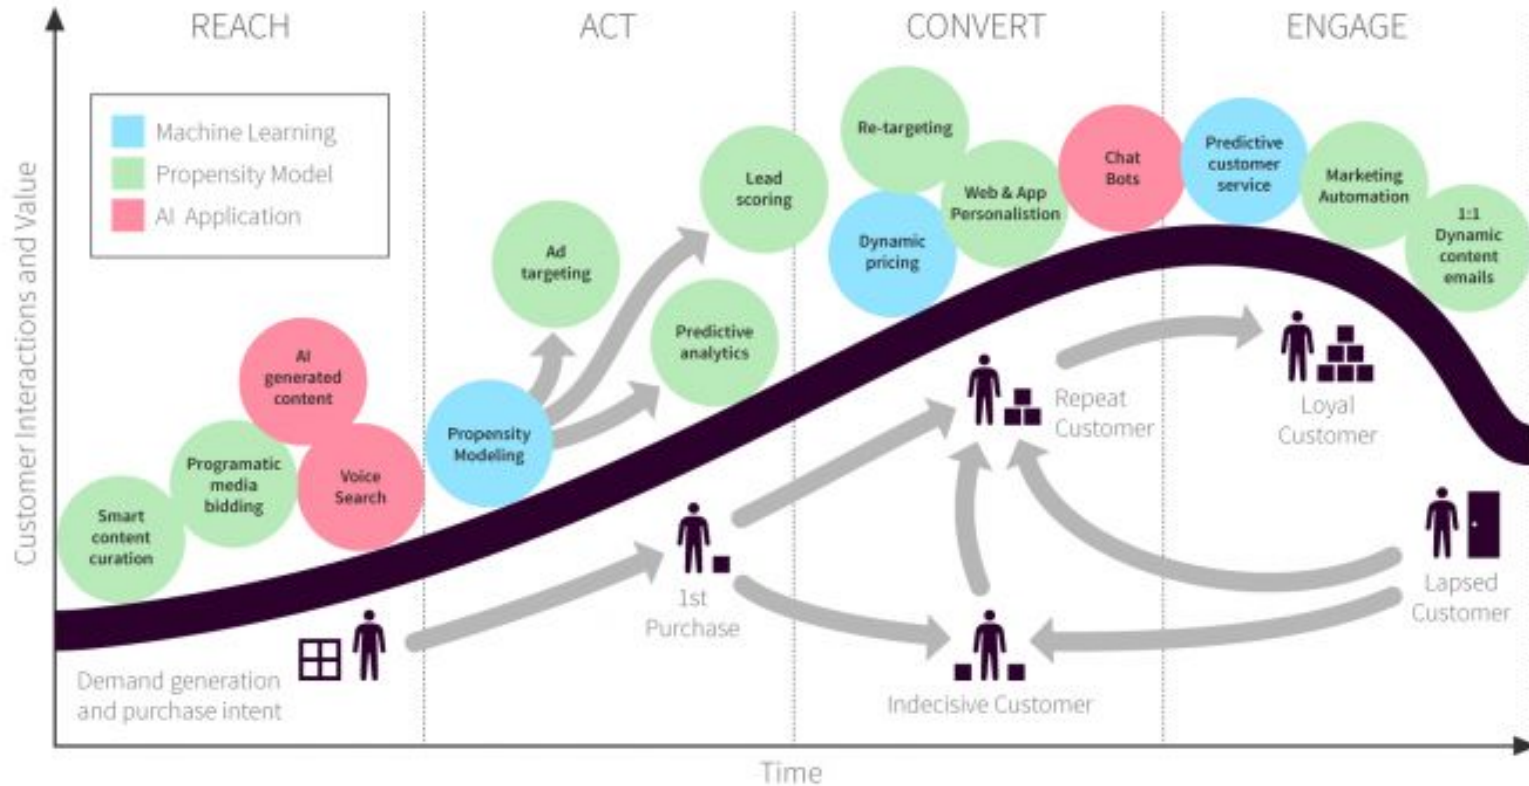 REACH
ACT
CONVERT
ENGAGE
Customer Interactions and Value
Machine Learning
Propensity Model
AI Application
Smart
content
curation
Programatic
media
bidding
AI
generated
content
Voice
Search
Propensity
Modeling
Ad
targeting
Lead
scoring
Predictive
analytics
Re-targeting
Dynamic
pricing
Web & App
Personalistion
Chat
Bots
Predictive
customer
service
Marketing
Automation
1:1
Dynamic
content
emails
Demand generation
and purchase intent
1st
Purchase
Repeat
Customer
Indecisive Customer
Loyal
Customer
Lapsed
Customer
Time